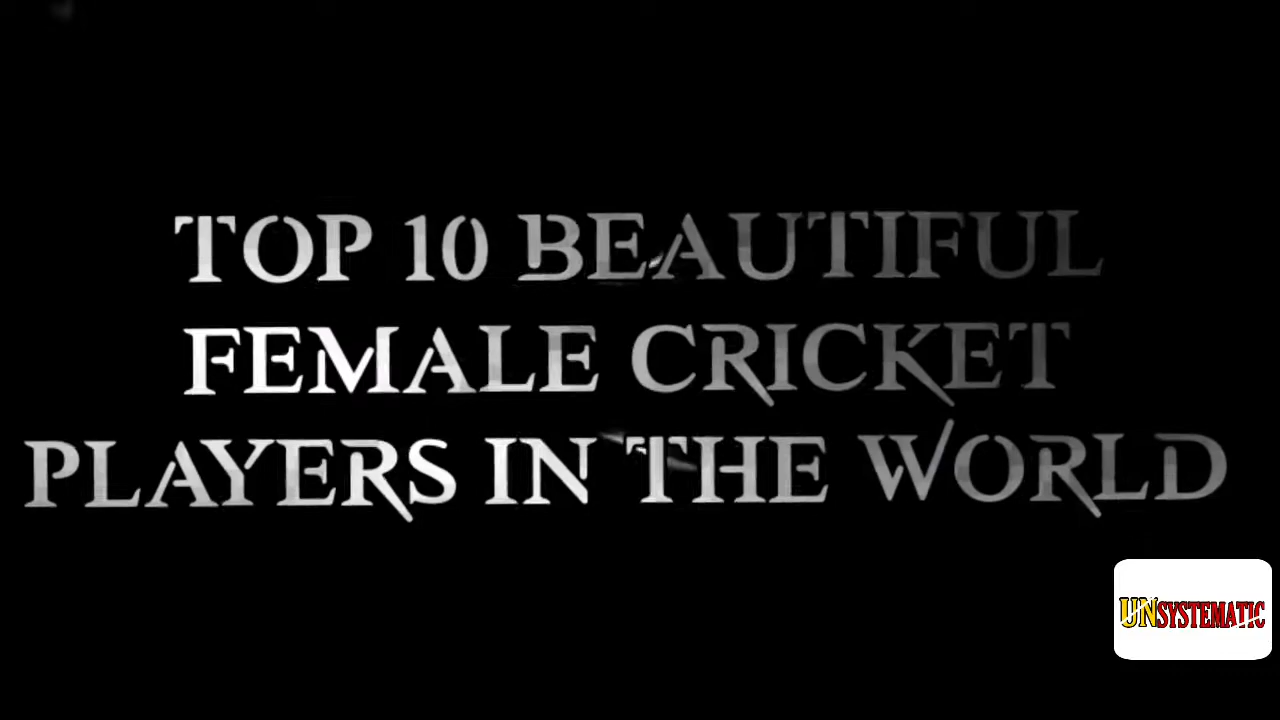 TOP 10 BEAUTIFUL
FEMALE CRICKET
PLAYERS IN THE WORLD
UNSYSTEMATIC